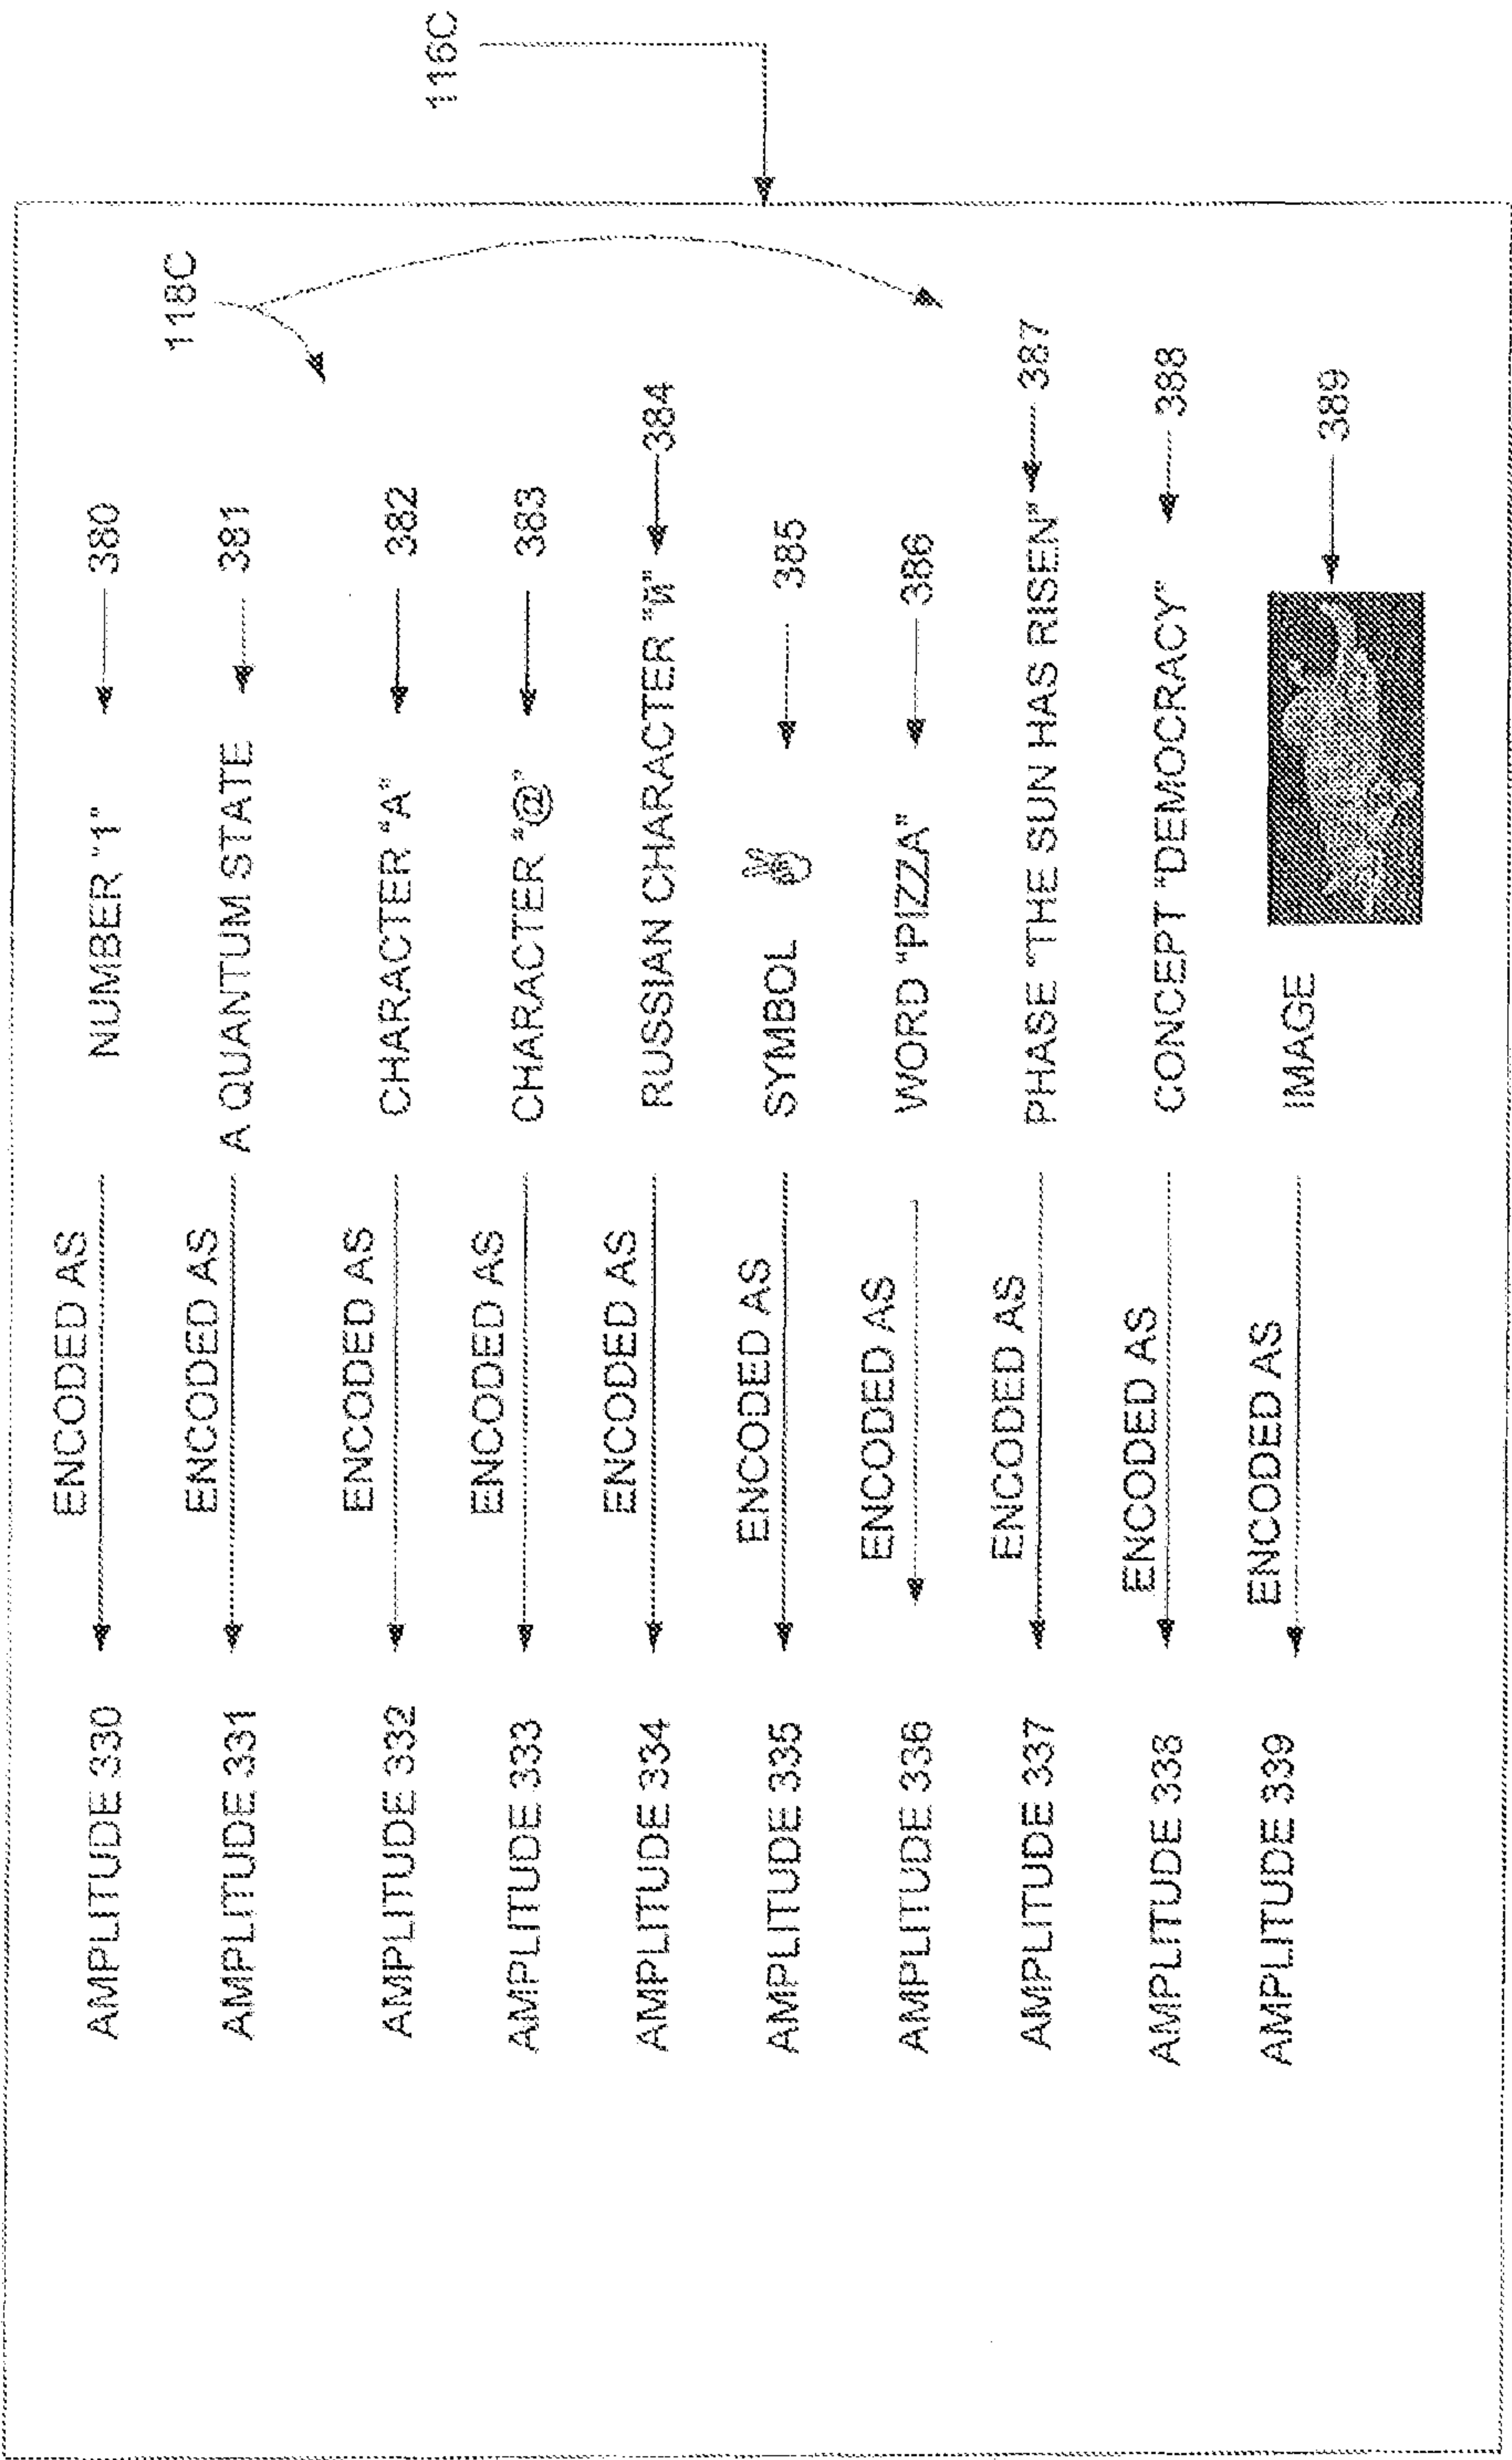 116C
118C
AMPLITUDE 330 ENCODED AS NUMBER "1" 380
AMPLITUDE 331 ENCODED AS A QUANTUM STATE 381
AMPLITUDE 332 ENCODED AS CHARACTER "A" 382
AMPLITUDE 333 ENCODED AS CHARACTER "@" 383
AMPLITUDE 334 ENCODED AS RUSSIAN CHARACTER "й" 384
AMPLITUDE 335 ENCODED AS SYMBOL ✌ 385
AMPLITUDE 336 ENCODED AS WORD "PIZZA" 386
AMPLITUDE 337 ENCODED AS PHASE "THE SUN HAS RISEN" 387
AMPLITUDE 338 ENCODED AS CONCEPT "DEMOCRACY" 388
AMPLITUDE 339 ENCODED AS IMAGE 389